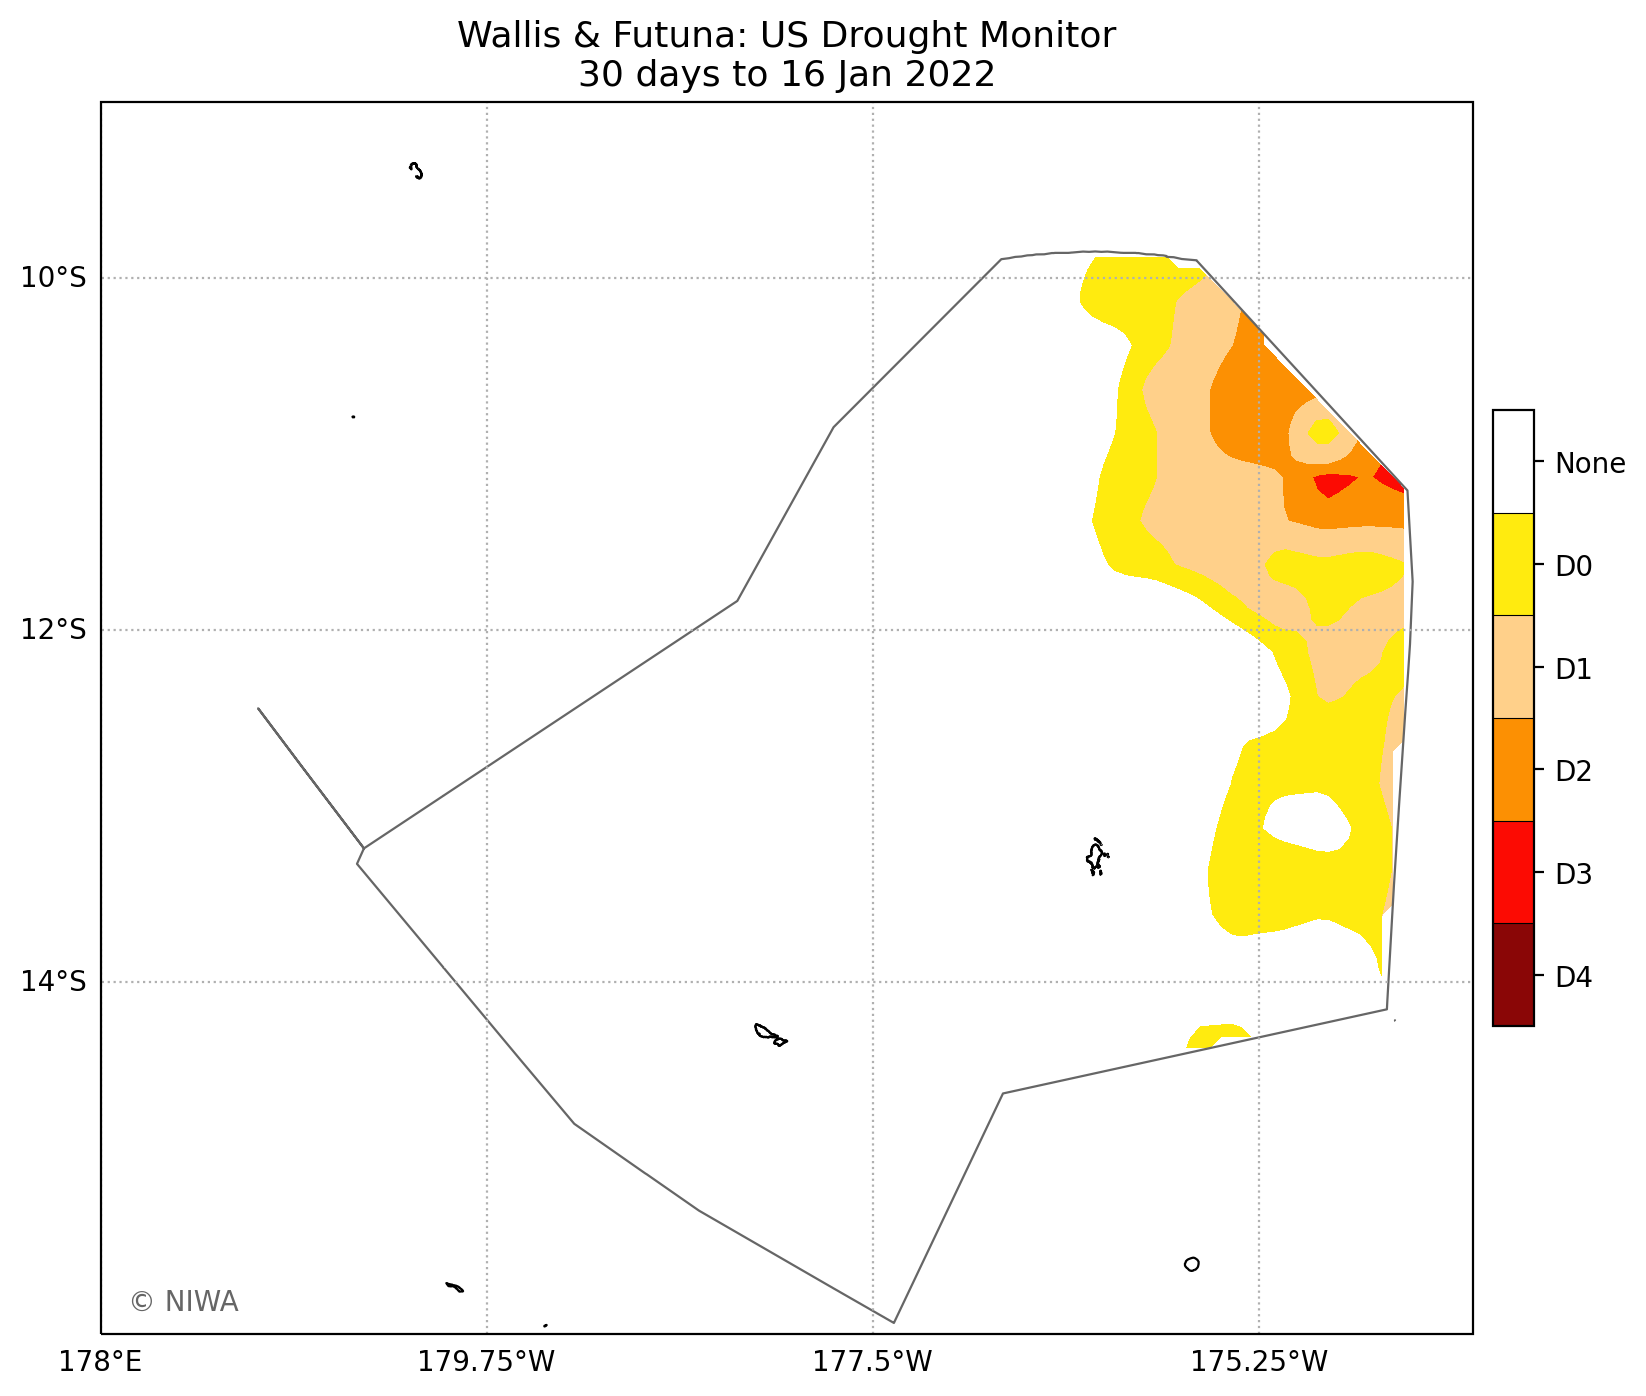 Wallis & Futuna: US Drought Monitor
30 days to 16 Jan 2022
10°S
12°S
14°S
178°E
179.75°W
177.5°W
175.25°W
None
D0
D1
D2
D3
D4
© NIWA